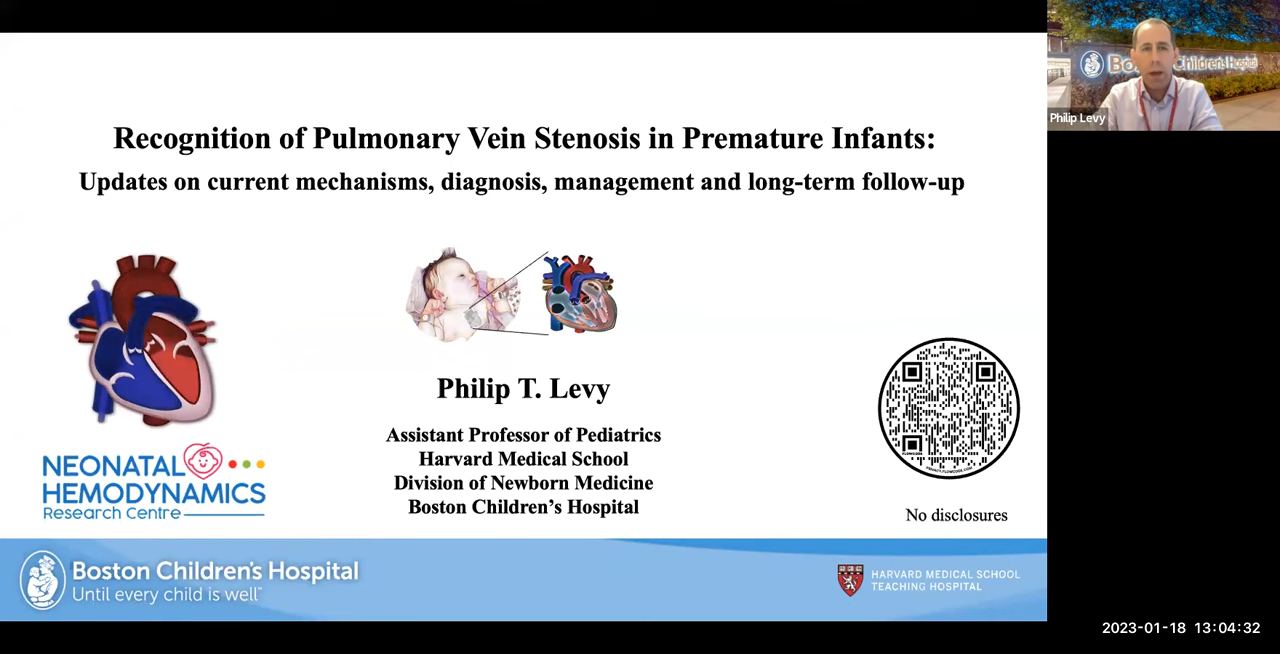 Recognition of Pulmonary Vein Stenosis in Premature Infants:
Updates on current mechanisms, diagnosis, management and long-term follow-up
Philip Levy
Philip T. Levy
Assistant Professor of Pediatrics
Harvard Medical School
Division of Newborn Medicine
Boston Children's Hospital
NEONATAL
HEMODYNAMICS
Research Centre
No disclosures
Boston Children's Hospital
Until every child is well™
HARVARD MEDICAL SCHOOL
TEACHING HOSPITAL
2023-01-18 13:04:32